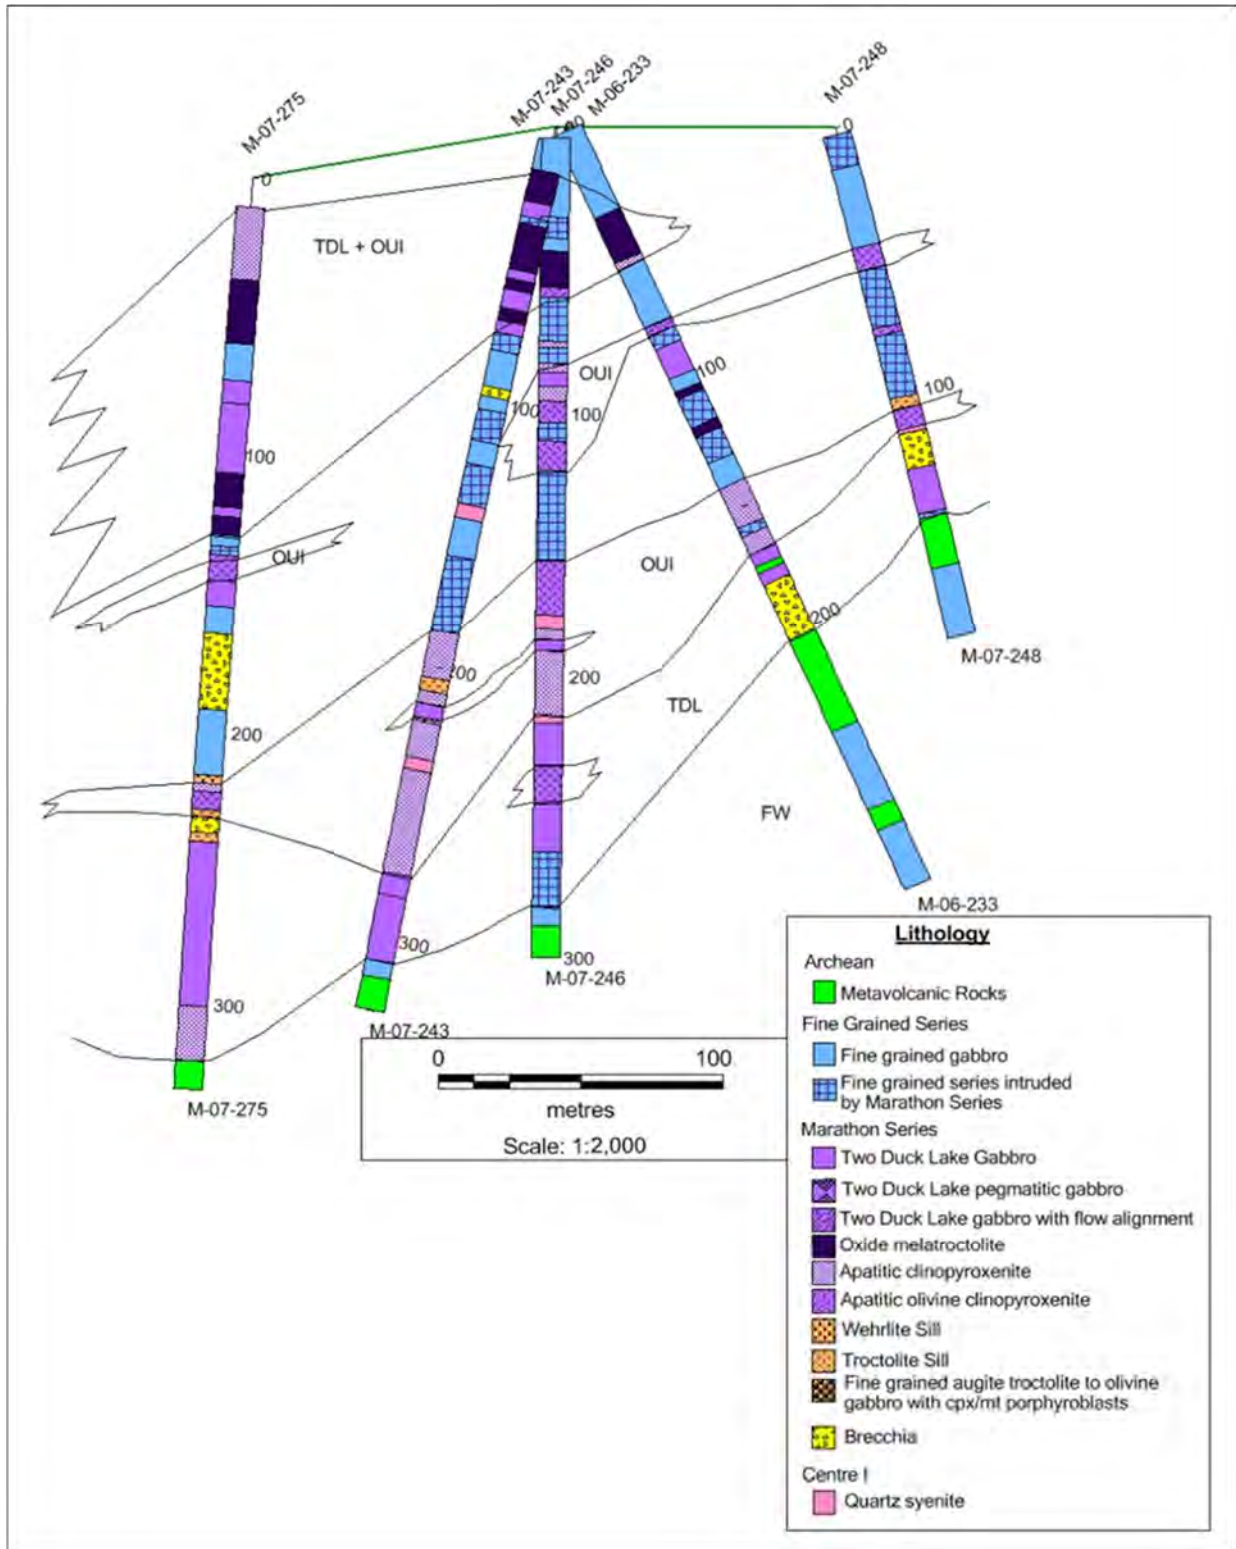 M-07-275
M-07-243
M-07-246
M-06-233
M-07-248
0
0
TDL + OUI
100
OUI
100
100
100
100
OUI
OUI
200
200
200
200
TDL
M-07-248
FW
300
300
300
M-07-246
M-07-243
M-07-275
M-06-233
0 100
metres
Scale: 1:2,000
Lithology
Archean
Metavolcanic Rocks
Fine Grained Series
Fine grained gabbro
Fine grained series intruded
by Marathon Series
Marathon Series
Two Duck Lake Gabbro
Two Duck Lake pegmatitic gabbro
Two Duck Lake gabbro with flow alignment
Oxide melatroctolite
Apatitic clinopyroxenite
Apatitic olivine clinopyroxenite
Wehrlite Sill
Troctolite Sill
Fine grained augite troctolite to olivine
gabbro with cpx/mt porphyroblasts
Brecchia
Centre I
Quartz syenite